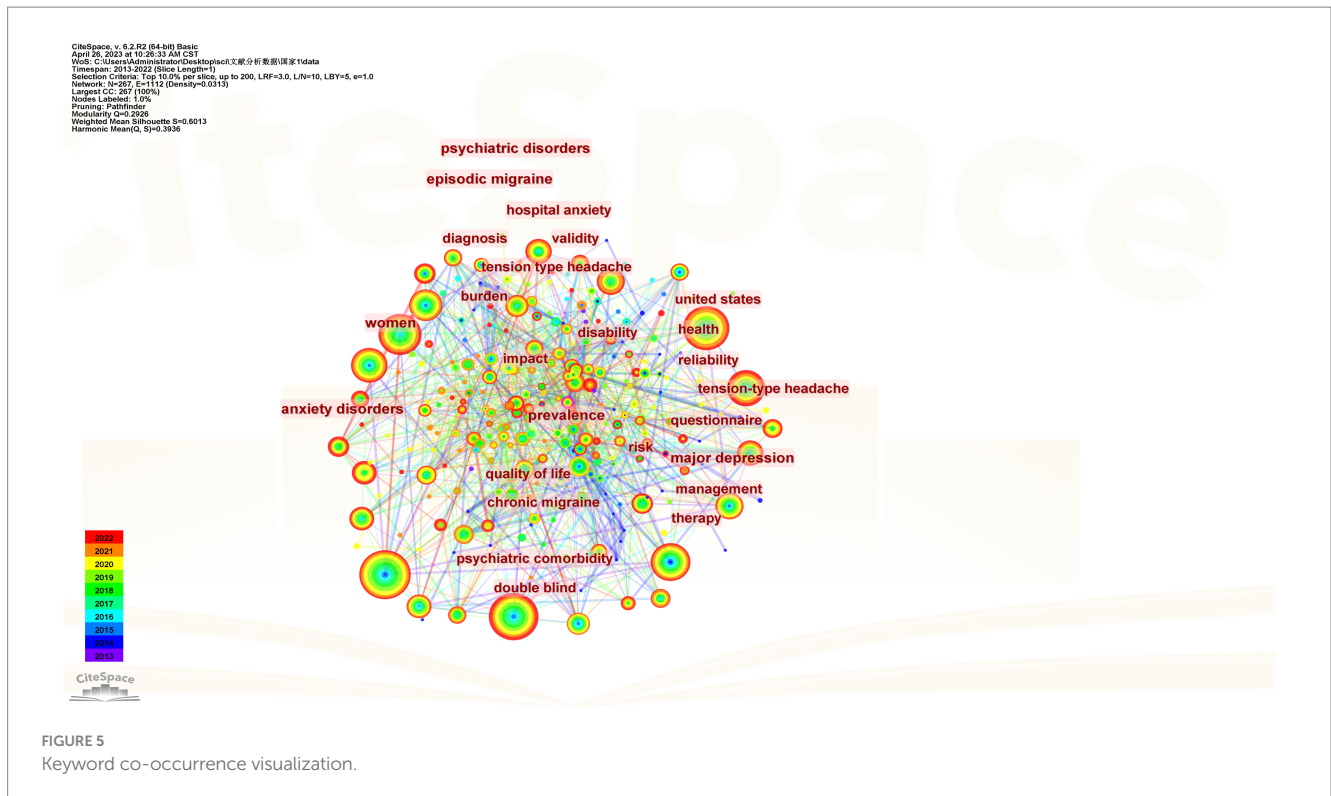 CiteSpace, v. 6.2.R2 (64-bit) Basic
April 26, 2023 at 10:26:33 AM CST
WoS: C:\Users\Administrator\Desktop\sci\文献分析数据\国家1\data
Timespan: 2013-2022 (Slice Length=1)
Selection Criteria: Top 10.0% per slice, up to 200, LRF=3.0, L/N=10, LBY=5, e=1.0
Network: N=267, E=1112 (Density=0.0313)
Largest CC: 267 (100%)
Nodes Labeled: 1.0%
Pruning: Pathfinder
Modularity Q=0.2926
Weighted Mean Silhouette S=0.6013
Harmonic Mean(Q, S)=0.3936
CiteSpace
psychiatric disorders
episodic migraine
hospital anxiety
diagnosis
validity
tension type headache
burden
united states
women
disability
health
impact
reliability
tension-type headache
anxiety disorders
prevalence
questionnaire
risk
major depression
quality of life
management
chronic migraine
therapy
psychiatric comorbidity
double blind
2022
2021
2020
2019
2018
2017
2016
2015
2014
2013
CiteSpace
FIGURE 5
Keyword co-occurrence visualization.